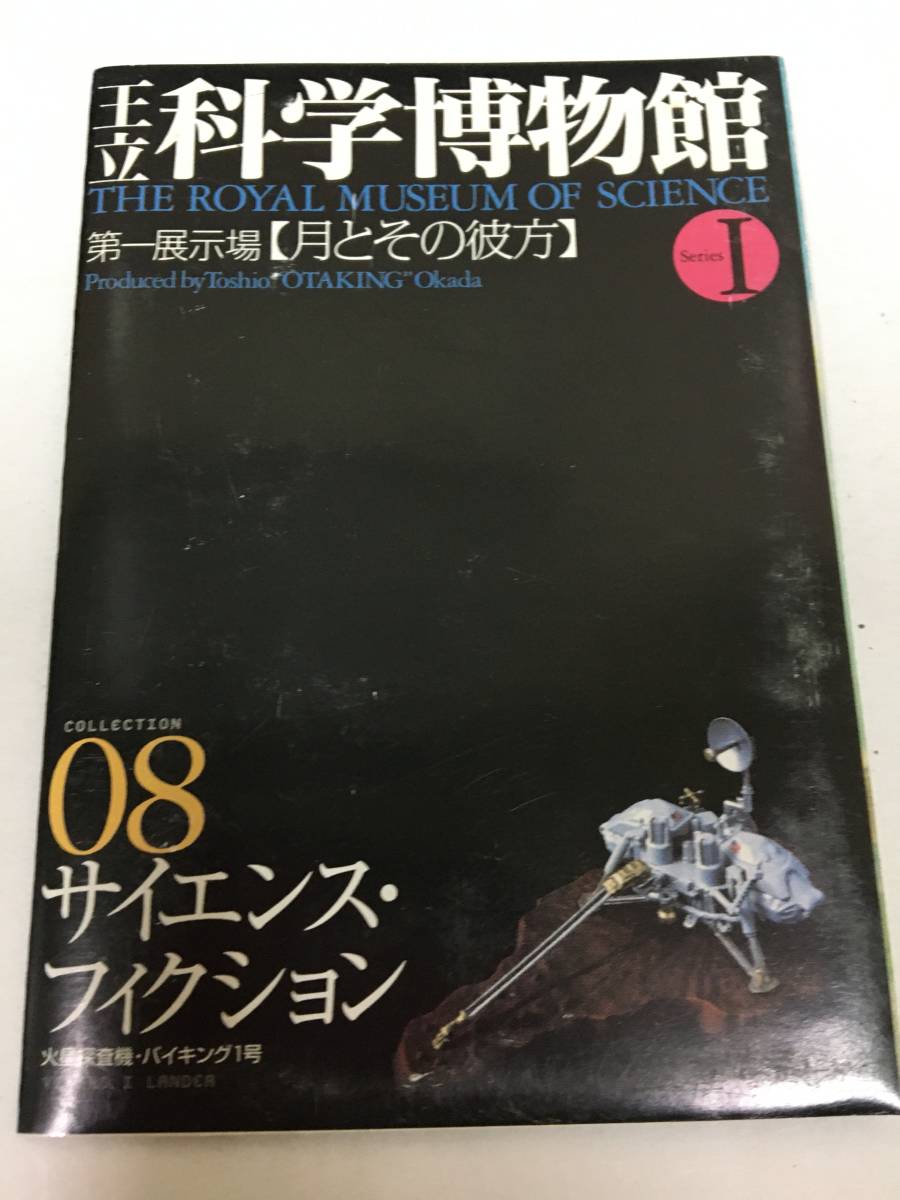 王立科学博物館
THE ROYAL MUSEUM OF SCIENCE
第一展示場【月とその彼方】
Series I
Produced by Toshio "OTAKING" Okada
COLLECTION
08
サイエンス・
フィクション
火星探査機・バイキング1号
I LANDER